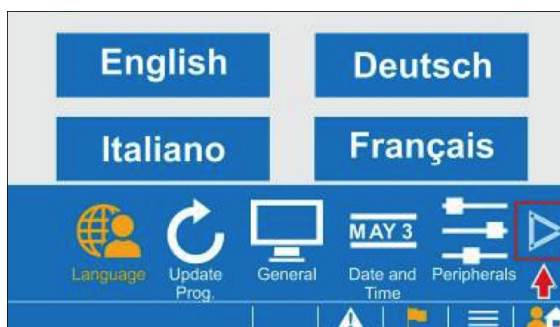 English Deutsch
Italiano Français
MAY 3
Language Update Prog. General Date and Time Peripherals